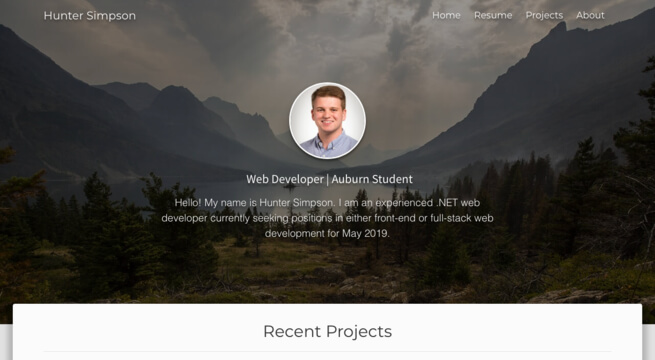 Hunter Simpson
Home Resume Projects About
Web Developer | Auburn Student
Hello! My name is Hunter Simpson. I am an experienced .NET web
developer currently seeking positions in either front-end or full-stack web
development for May 2019.
Recent Projects